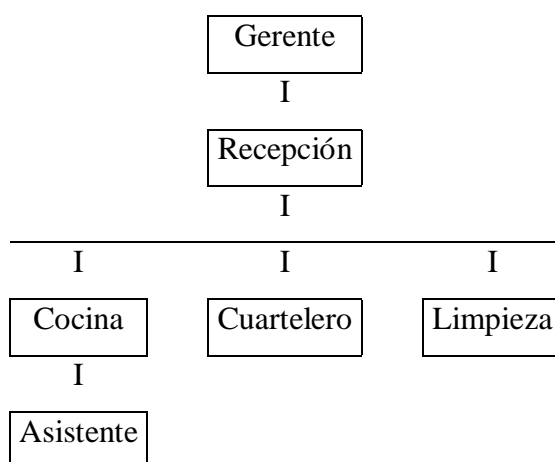 Gerente
I
Recepción
I
I I I
Cocina Cuartelero Limpieza
I
Asistente